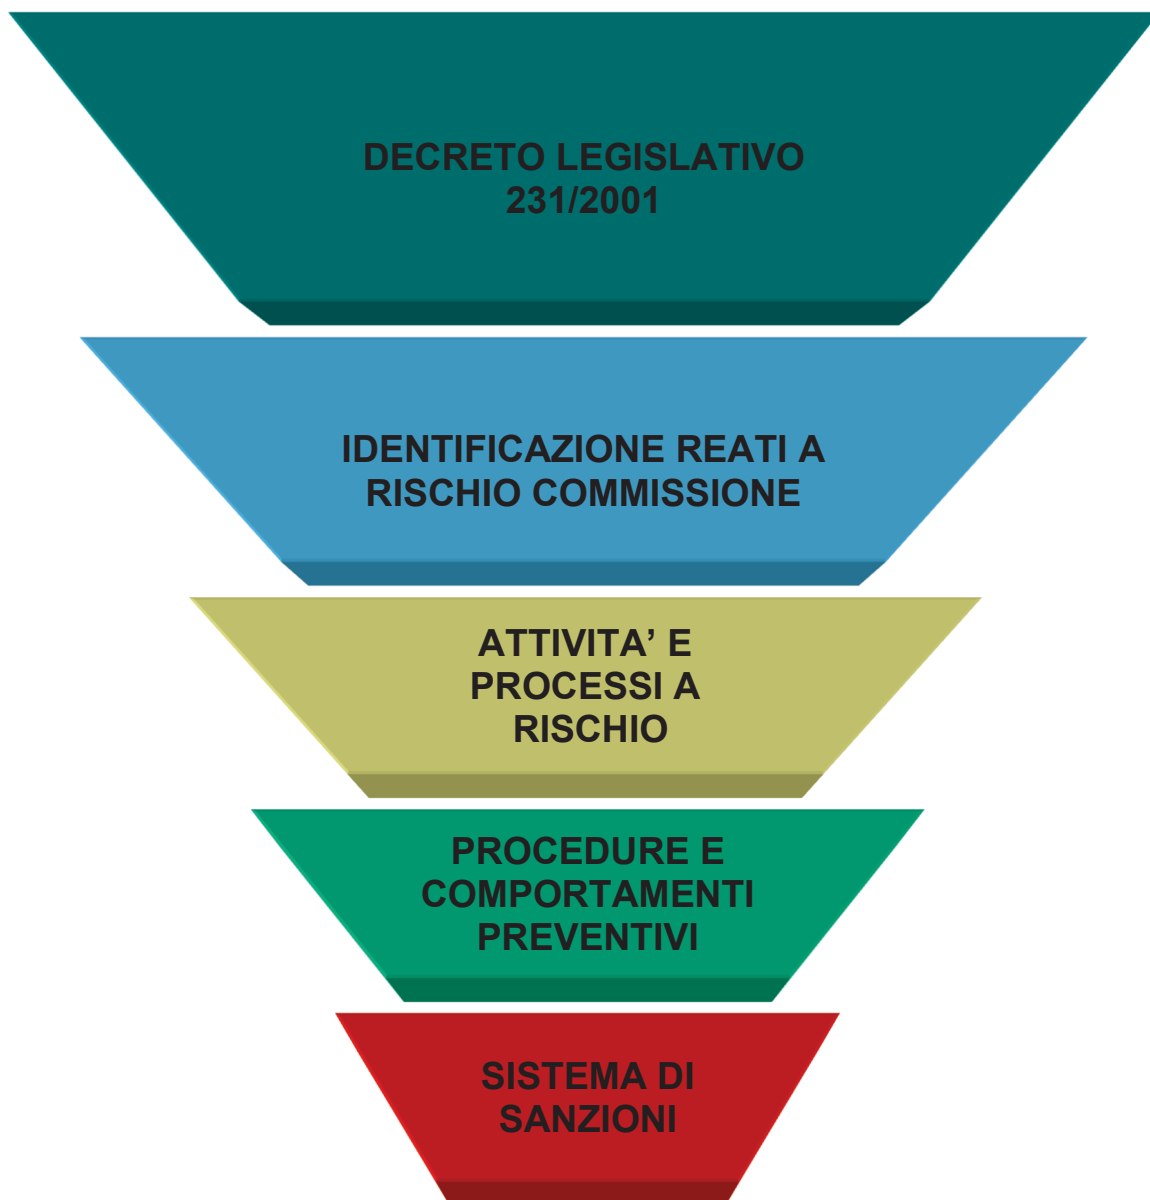 DECRETO LEGISLATIVO
231/2001
IDENTIFICAZIONE REATI A
RISCHIO COMMISSIONE
ATTIVITA’ E
PROCESSI A
RISCHIO
PROCEDURE E
COMPORTAMENTI
PREVENTIVI
SISTEMA DI
SANZIONI